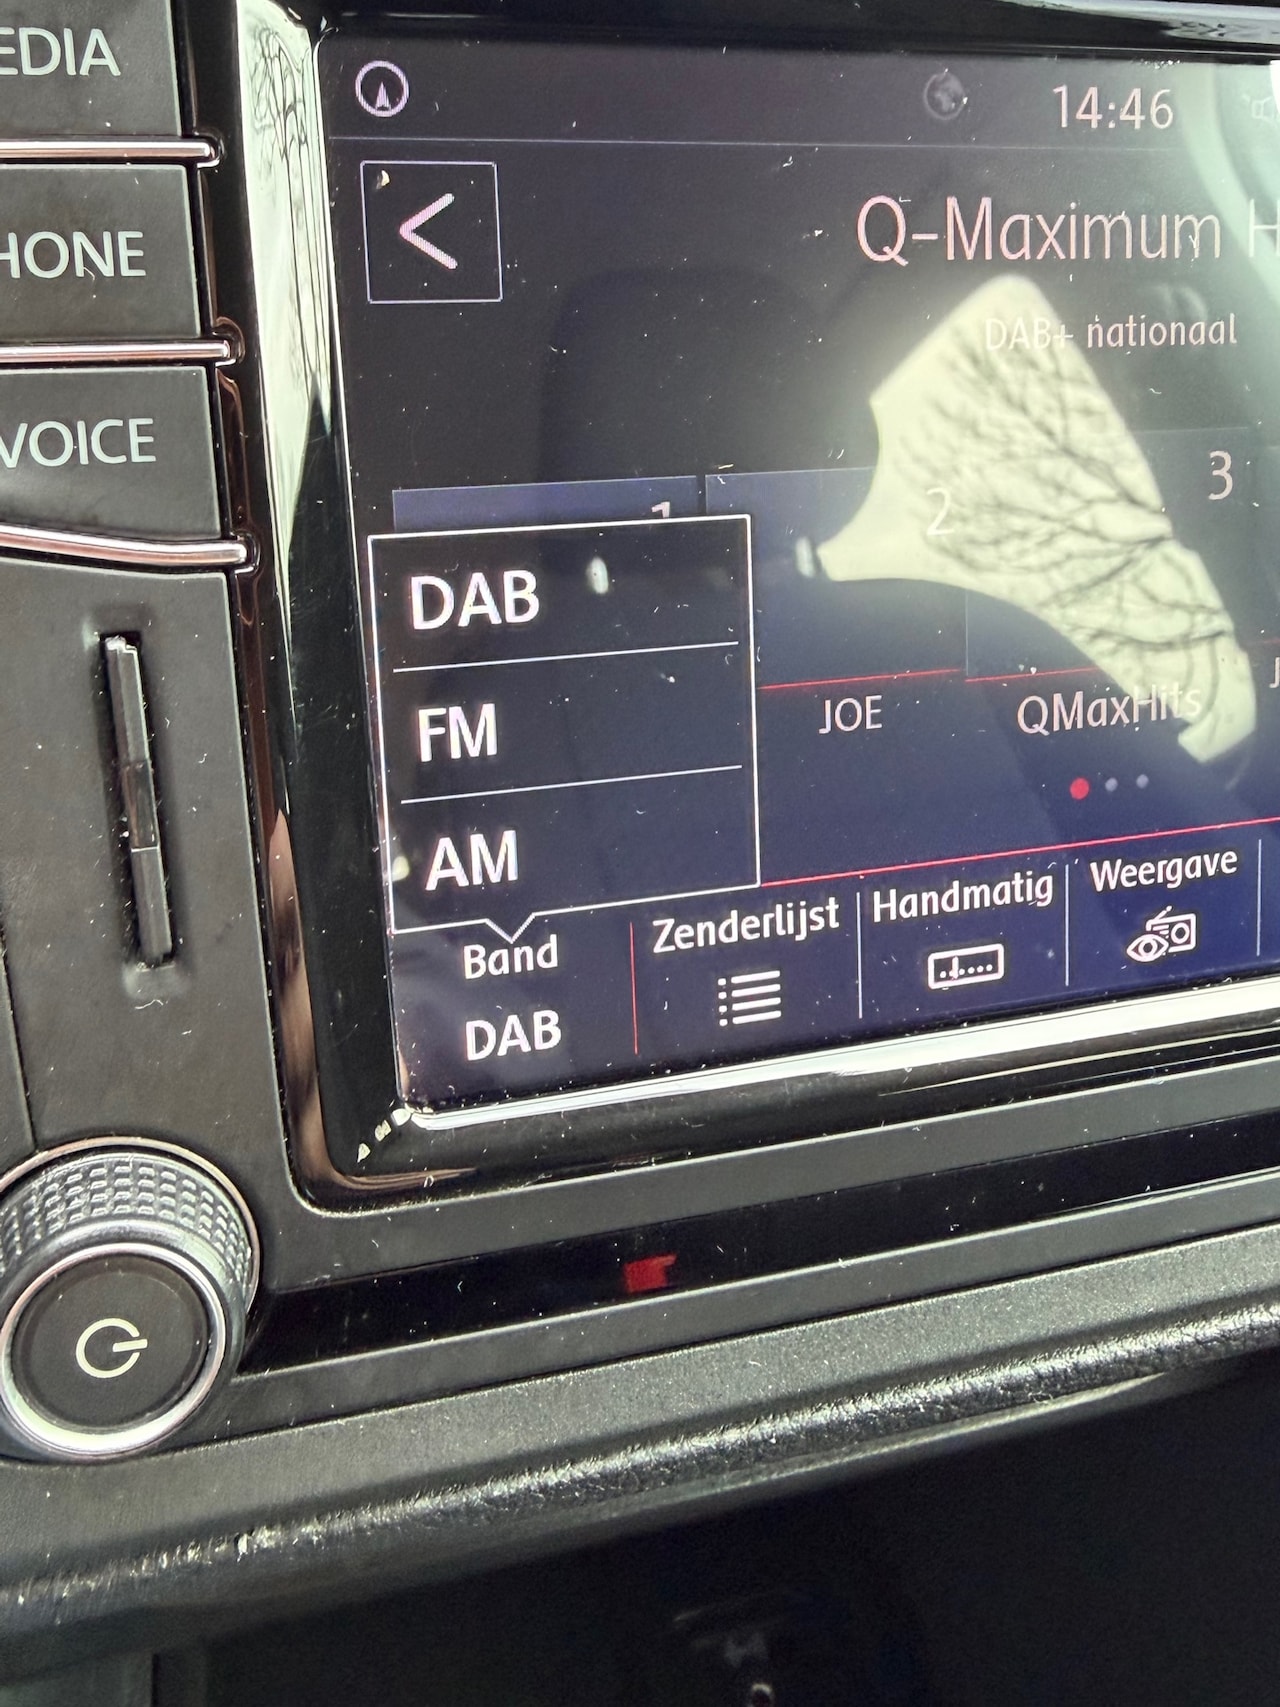 EDIA
HONE
VOICE
14:46
Q-Maximum H
DAB+ nationaal
1
2
3
DAB
FM
AM
JOE
QMaxHits
J
Band
DAB
Zenderlijst
Handmatig
Weergave